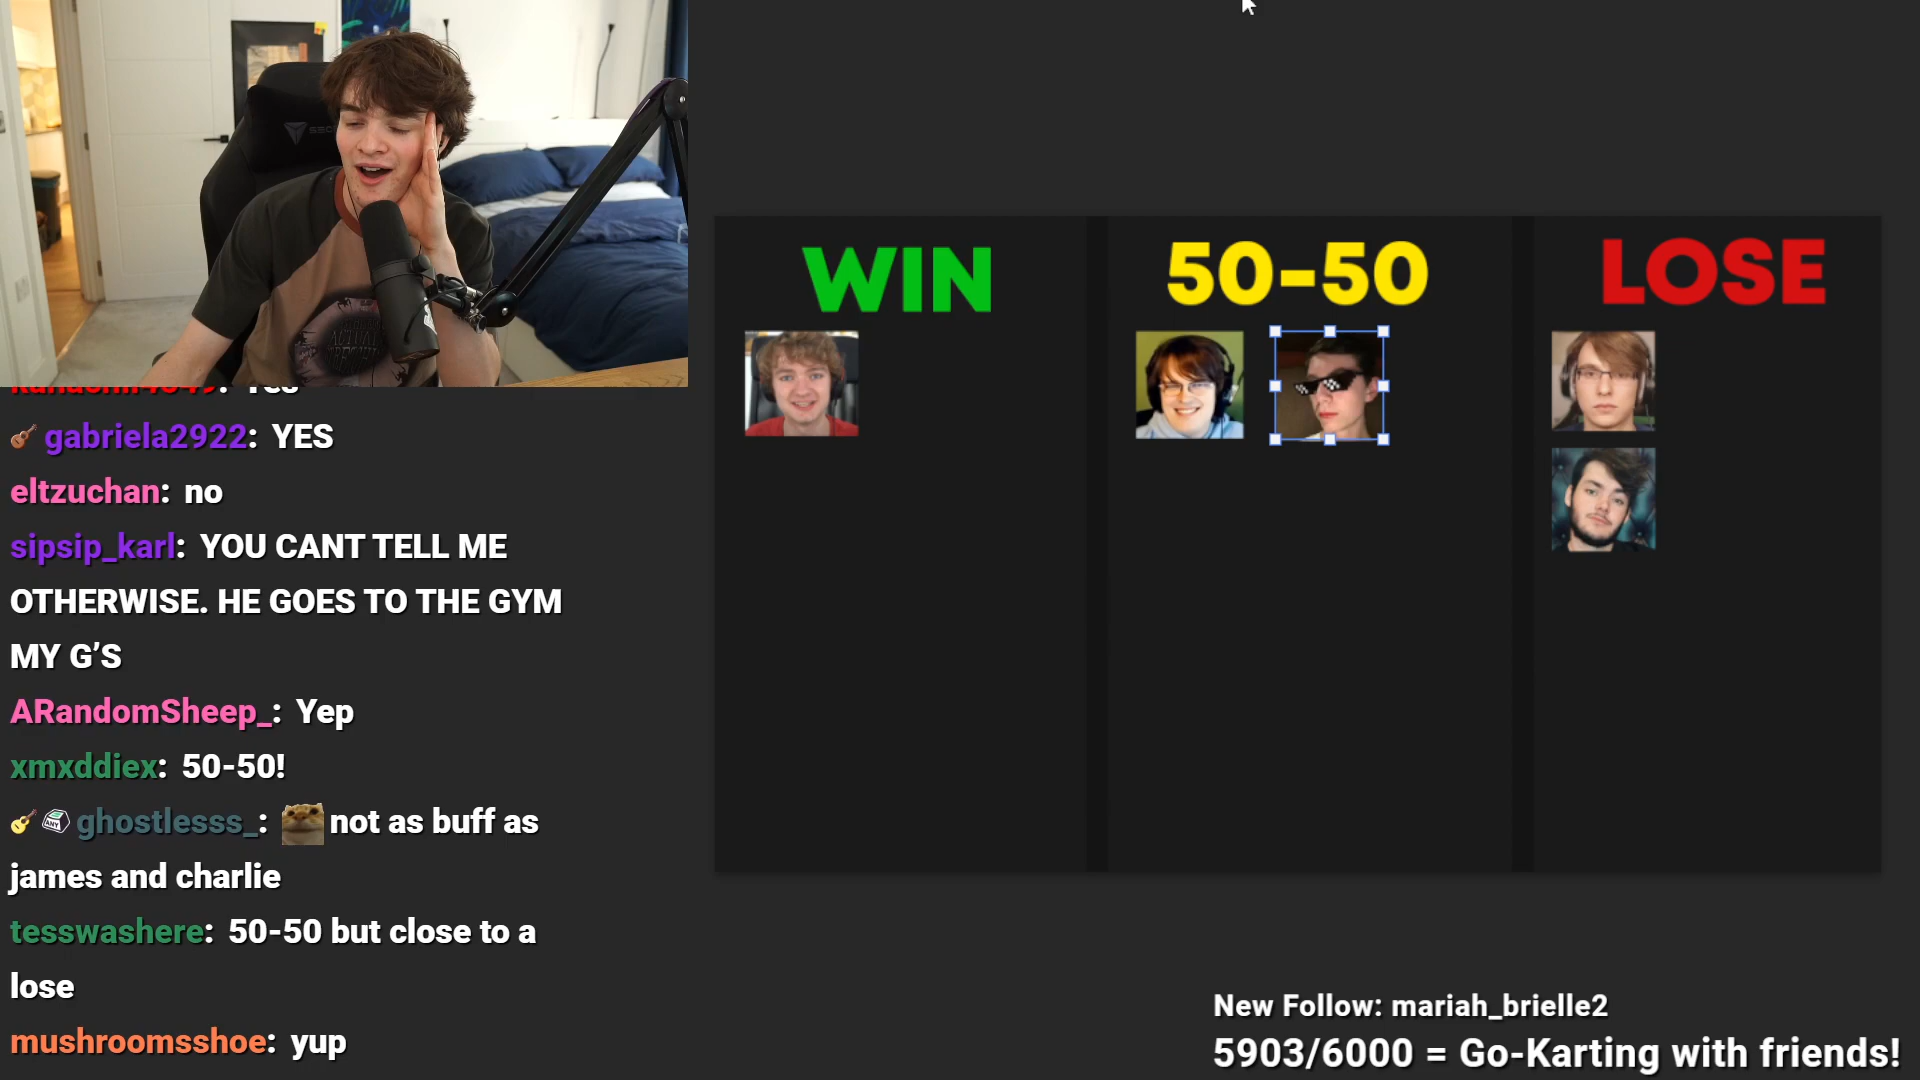 WIN
50-50
LOSE
gabriela2922: YES
eltzuchan: no
sipsip_karl: YOU CANT TELL ME
OTHERWISE. HE GOES TO THE GYM
MY G'S
ARandomSheep_: Yep
xmxddiex: 50-50!
ANY ghostlesss_: not as buff as
james and charlie
tesswashere: 50-50 but close to a
lose
mushroomsshoe: yup
New Follow: mariah_brielle2
5903/6000 = Go-Karting with friends!